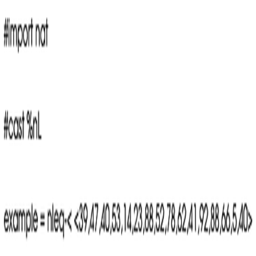 #import nat
#cast %nL
example = nleq-< <39,47,40,53,14,23,88,52,78,62,41,92,88,66,5,40>